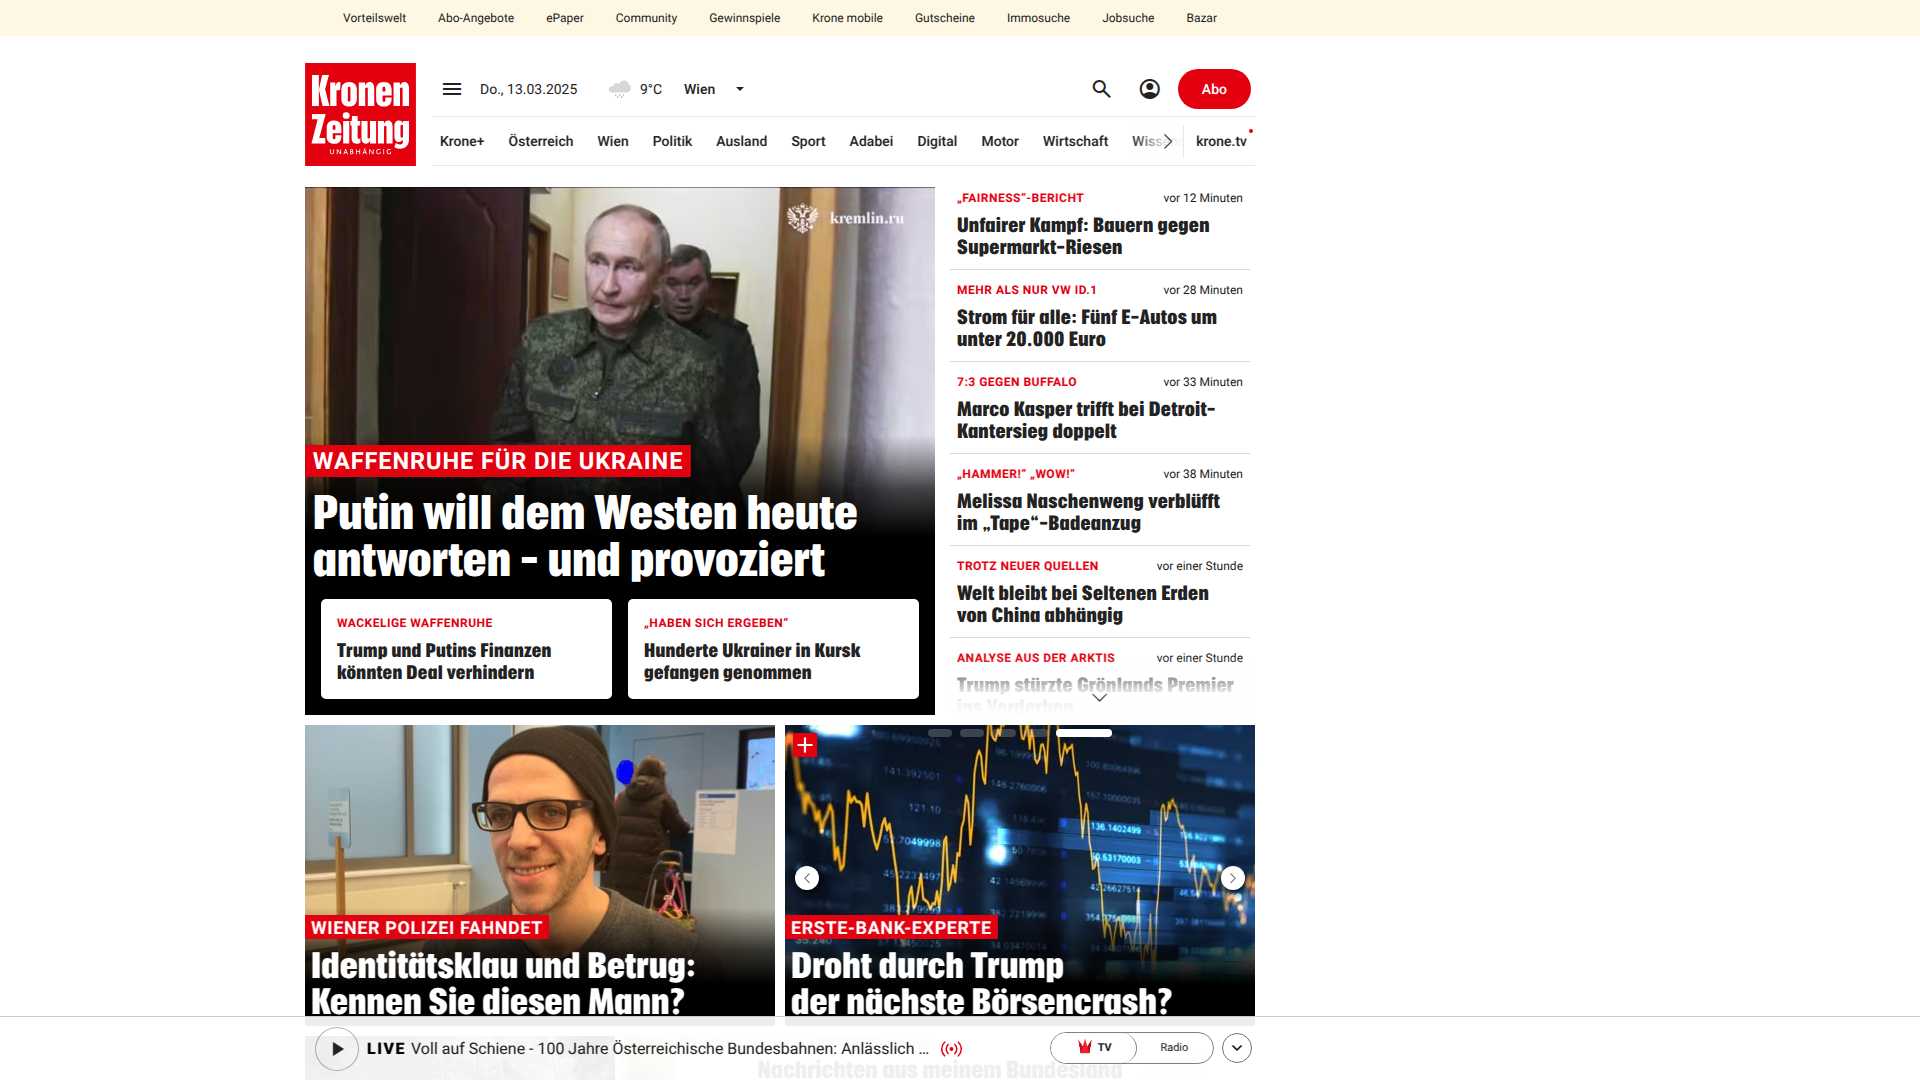 Vorteilswelt
Abo-Angebote
ePaper
Community
Gewinnspiele
Krone mobile
Gutscheine
Immosuche
Jobsuche
Bazar
Kronen
Zeitung
UNABHÄNGIG
Do., 13.03.2025
9°C
Wien
Abo
Krone+
Österreich
Wien
Politik
Ausland
Sport
Adabei
Digital
Motor
Wirtschaft
krone.tv
kremlin.ru
WAFFENRUHE FÜR DIE UKRAINE
Putin will dem Westen heute
antworten – und provoziert
WACKELIGE WAFFENRUHE
Trump und Putins Finanzen
könnten Deal verhindern
„HABEN SICH ERGEBEN“
Hunderte Ukrainer in Kursk
gefangen genommen
„FAIRNESS“-BERICHT
vor 12 Minuten
Unfairer Kampf: Bauern gegen
Supermarkt-Riesen
MEHR ALS NUR VW ID.1
vor 28 Minuten
Strom für alle: Fünf E-Autos um
unter 20.000 Euro
7:3 GEGEN BUFFALO
vor 33 Minuten
Marco Kasper trifft bei Detroit-
Kantersieg doppelt
„HAMMER!“ „WOW!“
vor 38 Minuten
Melissa Naschenweng verblüfft
im „Tape“-Badeanzug
TROTZ NEUER QUELLEN
vor einer Stunde
Welt bleibt bei Seltenen Erden
von China abhängig
ANALYSE AUS DER ARKTIS
vor einer Stunde
Trump stürzte Grönlands Premier
ins Verderben
WIENER POLIZEI FAHNDET
Identitätsklau und Betrug:
Kennen Sie diesen Mann?
ERSTE-BANK-EXPERTE
Droht durch Trump
der nächste Börsencrash?
LIVE Voll auf Schiene - 100 Jahre Österreichische Bundesbahnen: Anlässlich ...
TV
Radio
Nachrichten aus meinem Bundesland